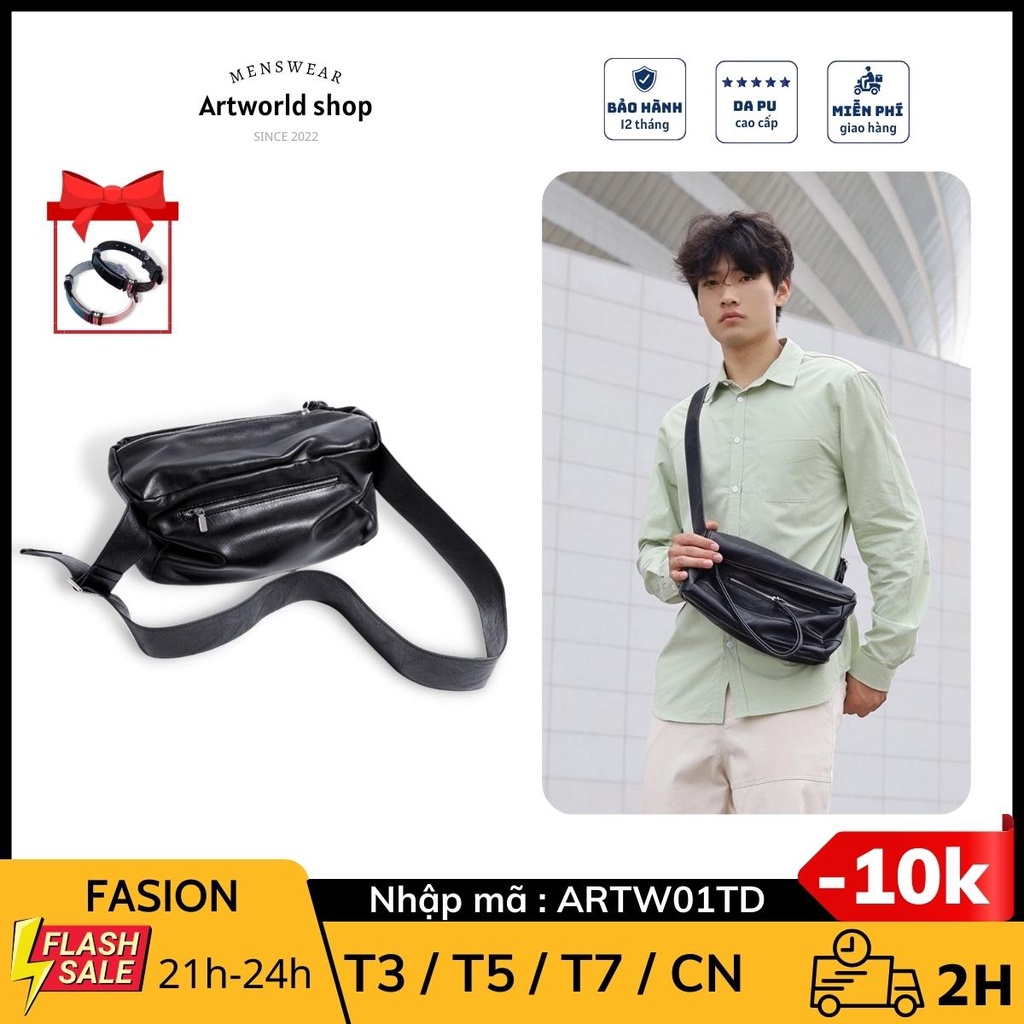 MENSWEAR
Artworld shop
SINCE 2022
BẢO HÀNH
12 tháng
DA PU
cao cấp
MIỄN PHÍ
giao hàng
FASION
FLASH
SALE
21h-24h
Nhập mã : ARTW01TD
-10k
T3 / T5 / T7 / CN
2H